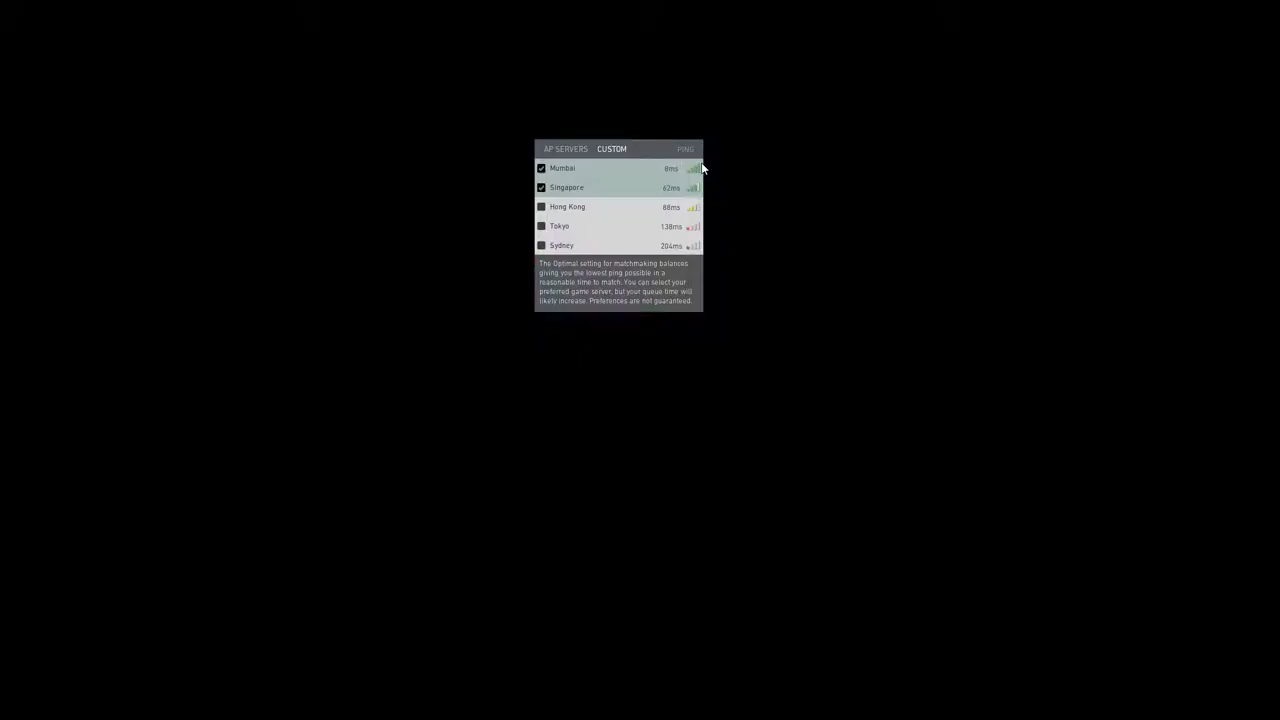 AP SERVERS CUSTOM PING
Mumbai 8ms
Singapore 62ms
Hong Kong 88ms
Tokyo 138ms
Sydney 204ms
The Optimal setting for matchmaking balances
giving you the lowest ping possible in a
reasonable time to match. You can select your
preferred game server, but your queue time will
likely increase. Preferences are not guaranteed.